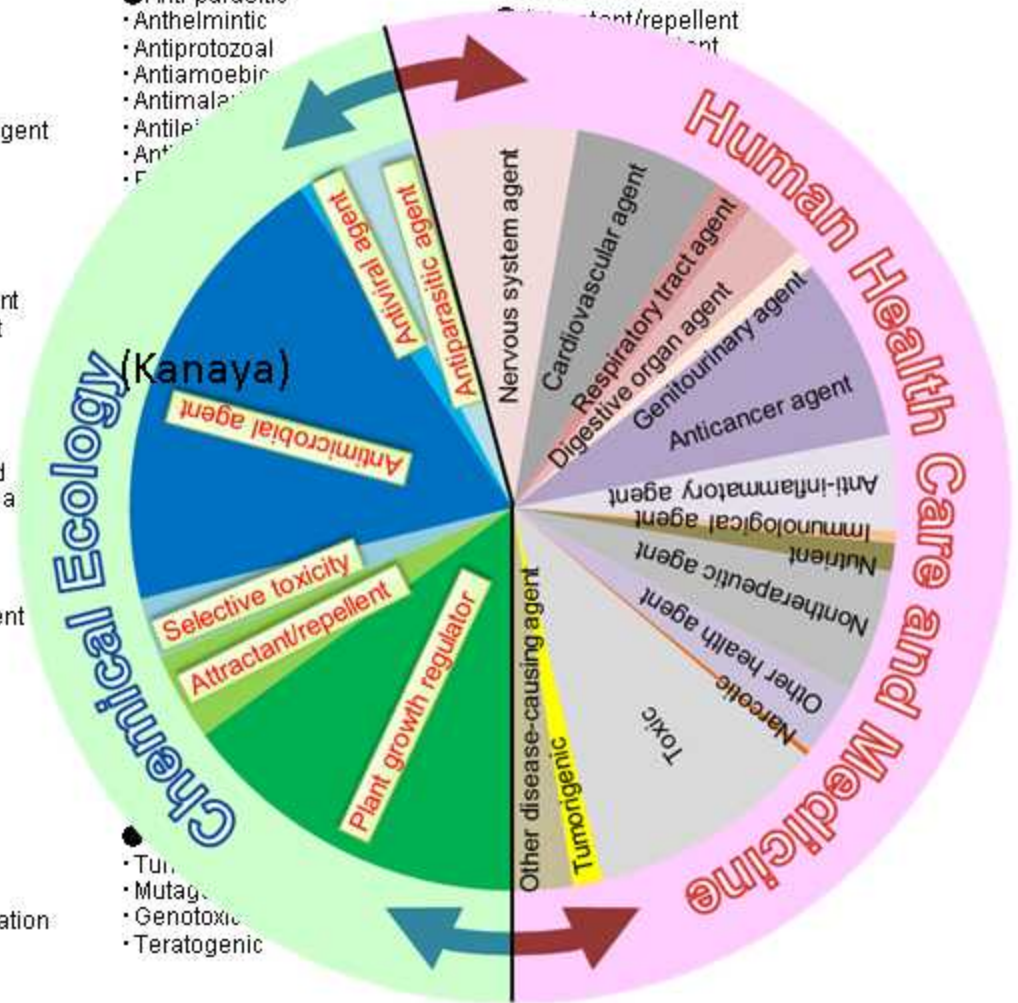 ・Anthelmintic
・Antiprotozoal
・Antiamoebic
/repellent
(Kanaya)
Chemical Ecology
Human Health Care and Medicine
Antiparasitic agent
Antiviral agent
Antimicrobial agent
Selective toxicity
Attractant/repellent
Plant growth regulator
Nervous system agent
Cardiovascular agent
Respiratory tract agent
Digestive organ agent
Genitourinary agent
Anticancer agent
Anti-inflammatory agent
Immunological agent
Nutrient
Nontherapeutic agent
Other health agent
Narcotic
Toxic
Tumorigenic
Other disease-causing agent
・Genotoxic
・Teratogenic